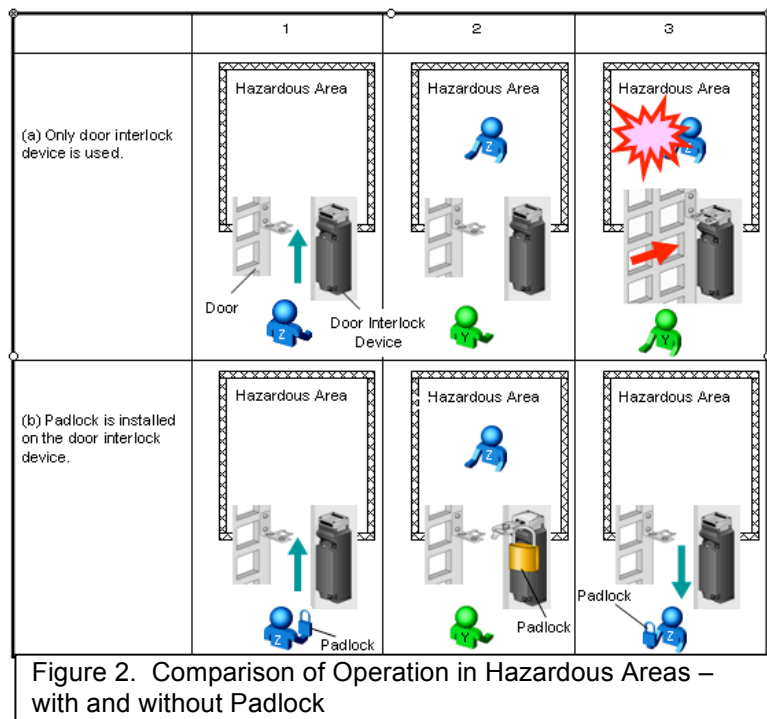 1
2
3
(a) Only door interlock
device is used.
Hazardous Area
Door
Z
Door Interlock
Device
Hazardous Area
Z
Y
Hazardous Area
Z
Y
(b) Padlock is installed
on the door interlock
device.
Hazardous Area
Z
Padlock
Hazardous Area
Z
Y
Padlock
Hazardous Area
Padlock
Z
Figure 2. Comparison of Operation in Hazardous Areas –
with and without Padlock